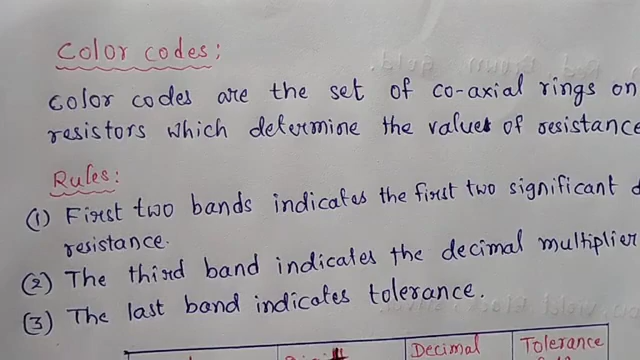 Color codes:
Color codes are the set of co-axial rings on
resistors which determine the values of resistance
Rules:
(1) First two bands indicates the first two significant
resistance.
(2) The third band indicates the decimal multiplier
(3) The last band indicates tolerance.
Decimal Tolerance